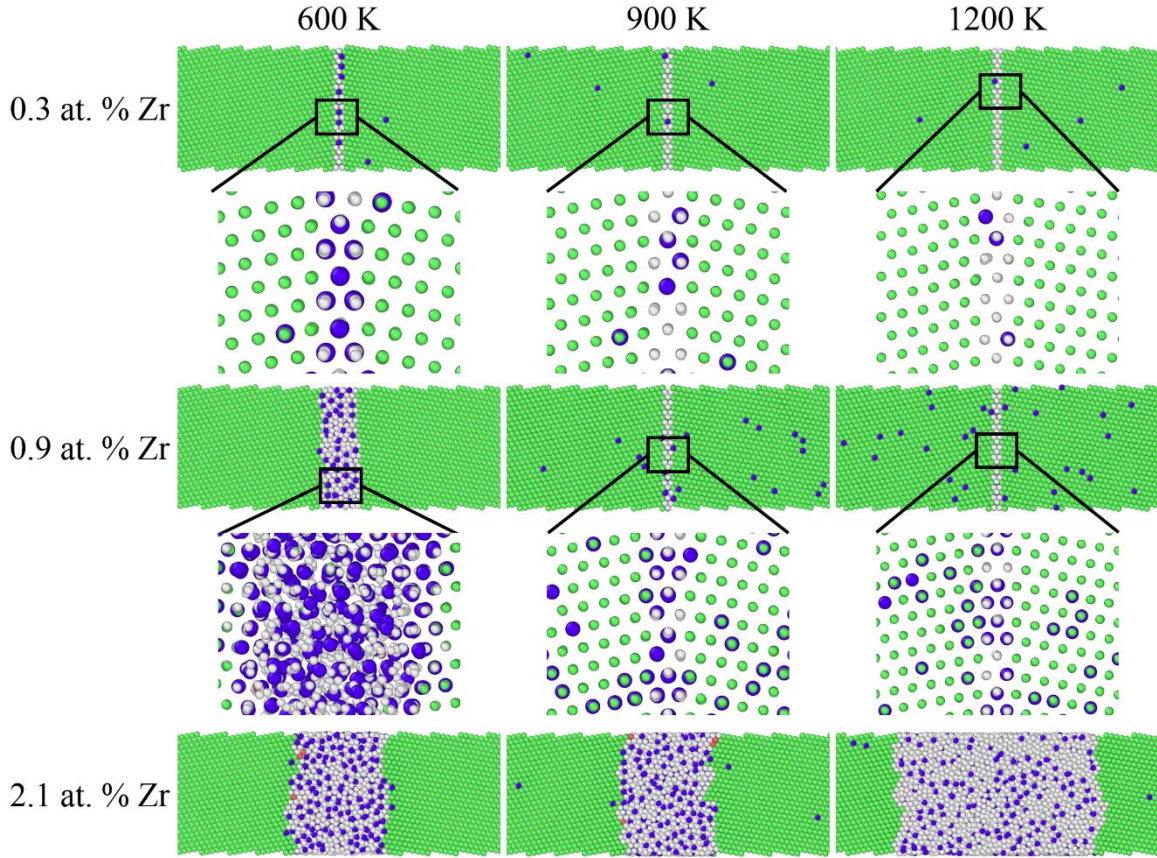 600 K 900 K 1200 K
0.3 at. % Zr
0.9 at. % Zr
2.1 at. % Zr